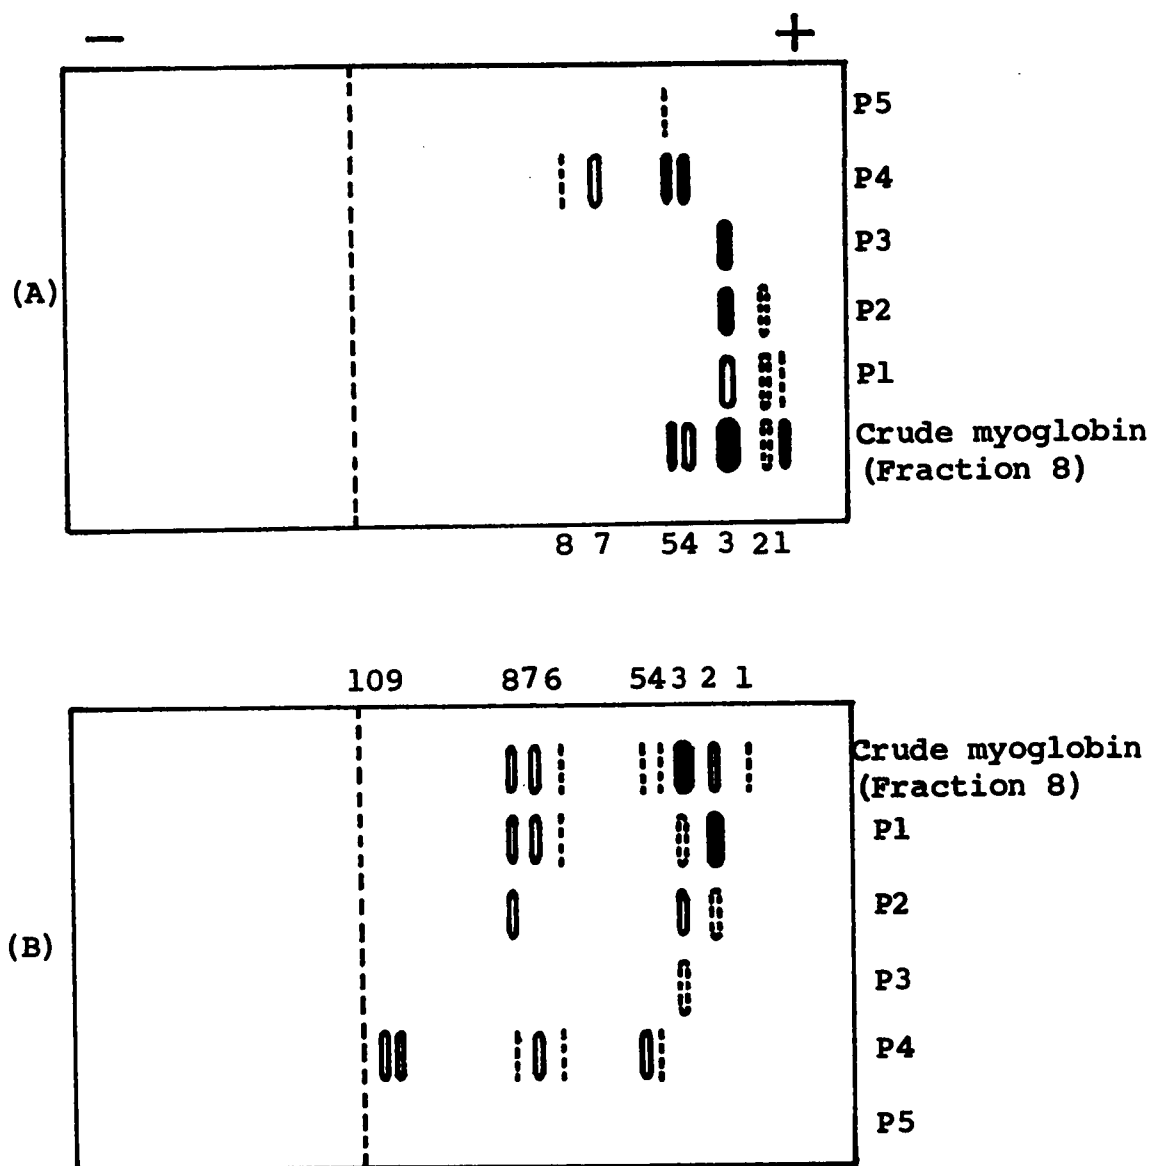 − +
P5
P4
P3
(A)
P2
P1
Crude myoglobin
(Fraction 8)
8 7 54 3 21
109 876 543 2 1
Crude myoglobin
(Fraction 8)
P1
P2
(B)
P3
P4
P5